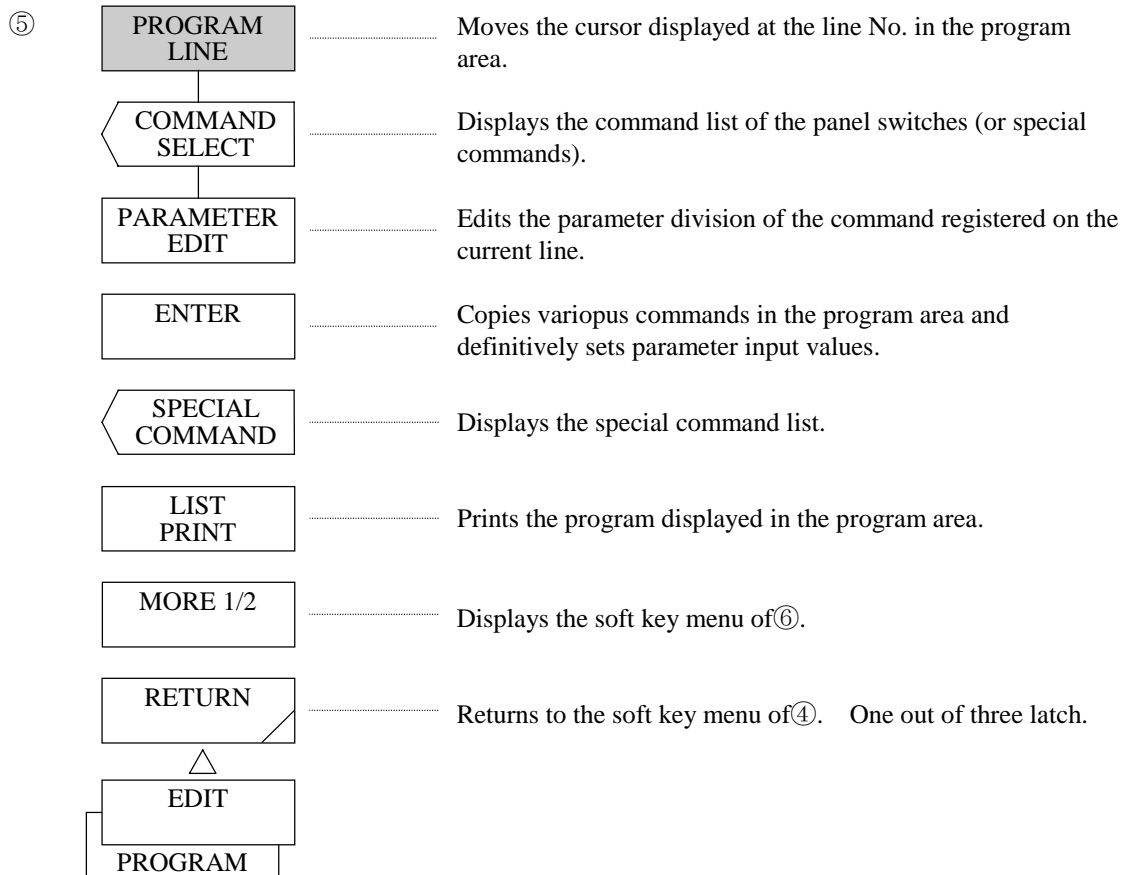 ⑤
PROGRAM
LINE
Moves the cursor displayed at the line No. in the program
area.
COMMAND
SELECT
Displays the command list of the panel switches (or special
commands).
PARAMETER
EDIT
Edits the parameter division of the command registered on the
current line.
ENTER
Copies variopus commands in the program area and
definitively sets parameter input values.
SPECIAL
COMMAND
Displays the special command list.
LIST
PRINT
Prints the program displayed in the program area.
MORE 1/2
Displays the soft key menu of⑥.
RETURN
Returns to the soft key menu of④. One out of three latch.
EDIT
PROGRAM